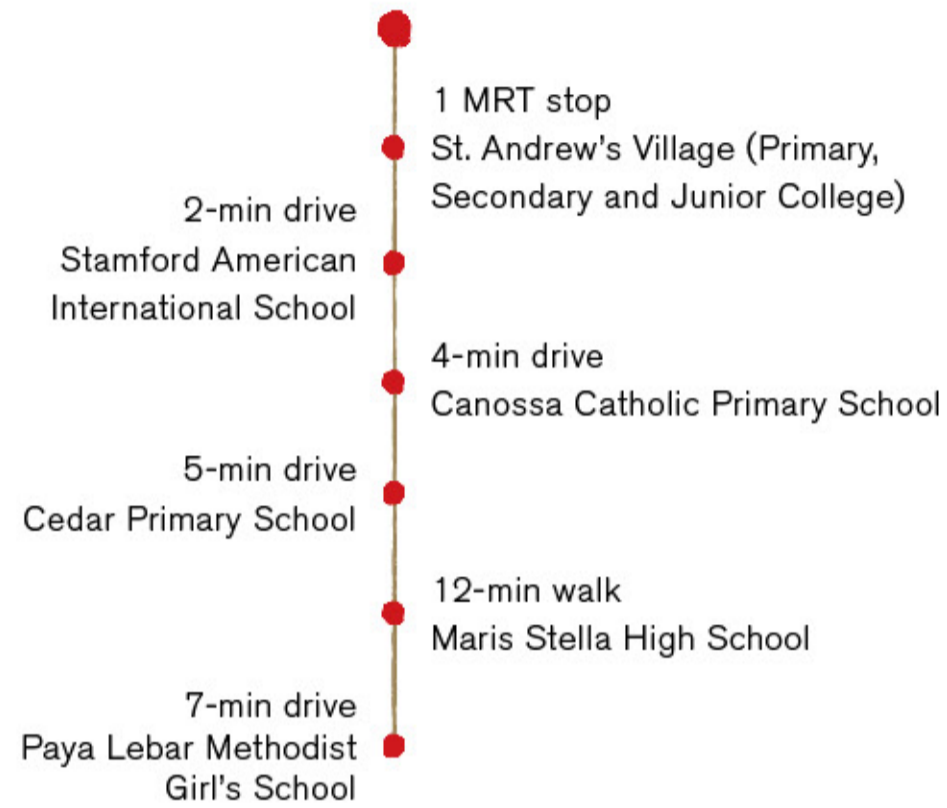 1 MRT stop
St. Andrew's Village (Primary,
Secondary and Junior College)
2-min drive
Stamford American
International School
4-min drive
Canossa Catholic Primary School
5-min drive
Cedar Primary School
12-min walk
Maris Stella High School
7-min drive
Paya Lebar Methodist
Girl's School